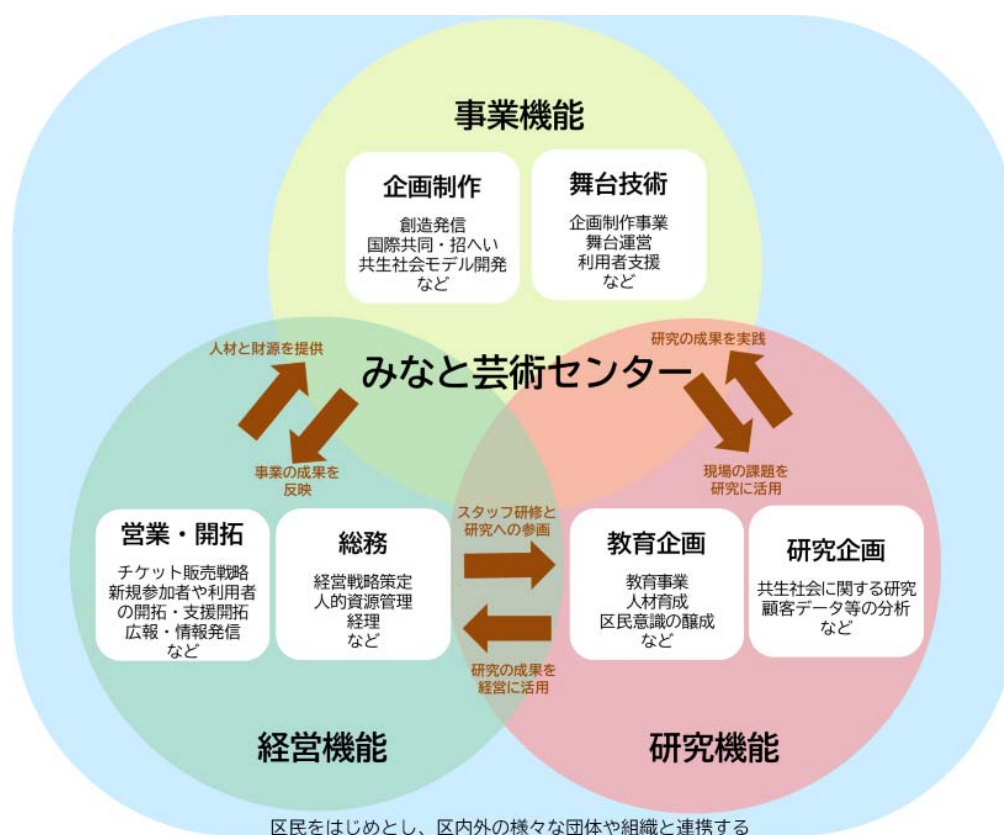 事業機能
企画制作
創造発信
国際共同・招へい
共生社会モデル開発
など
舞台技術
企画制作事業
舞台運営
利用者支援
など
みなと芸術センター
人材と財源を提供
事業の成果を
反映
研究の成果を実践
現場の課題を
研究に活用
営業・開拓
チケット販売戦略
新規参加者や利用者
の開拓・支援開拓
広報・情報発信
など
総務
経営戦略策定
人的資源管理
経理
など
スタッフ研修と
研究への参画
研究の成果を
経営に活用
教育企画
教育事業
人材育成
区民意識の醸成
など
研究企画
共生社会に関する研究
顧客データ等の分析
など
経営機能
研究機能
区民をはじめとし、区内外の様々な団体や組織と連携する